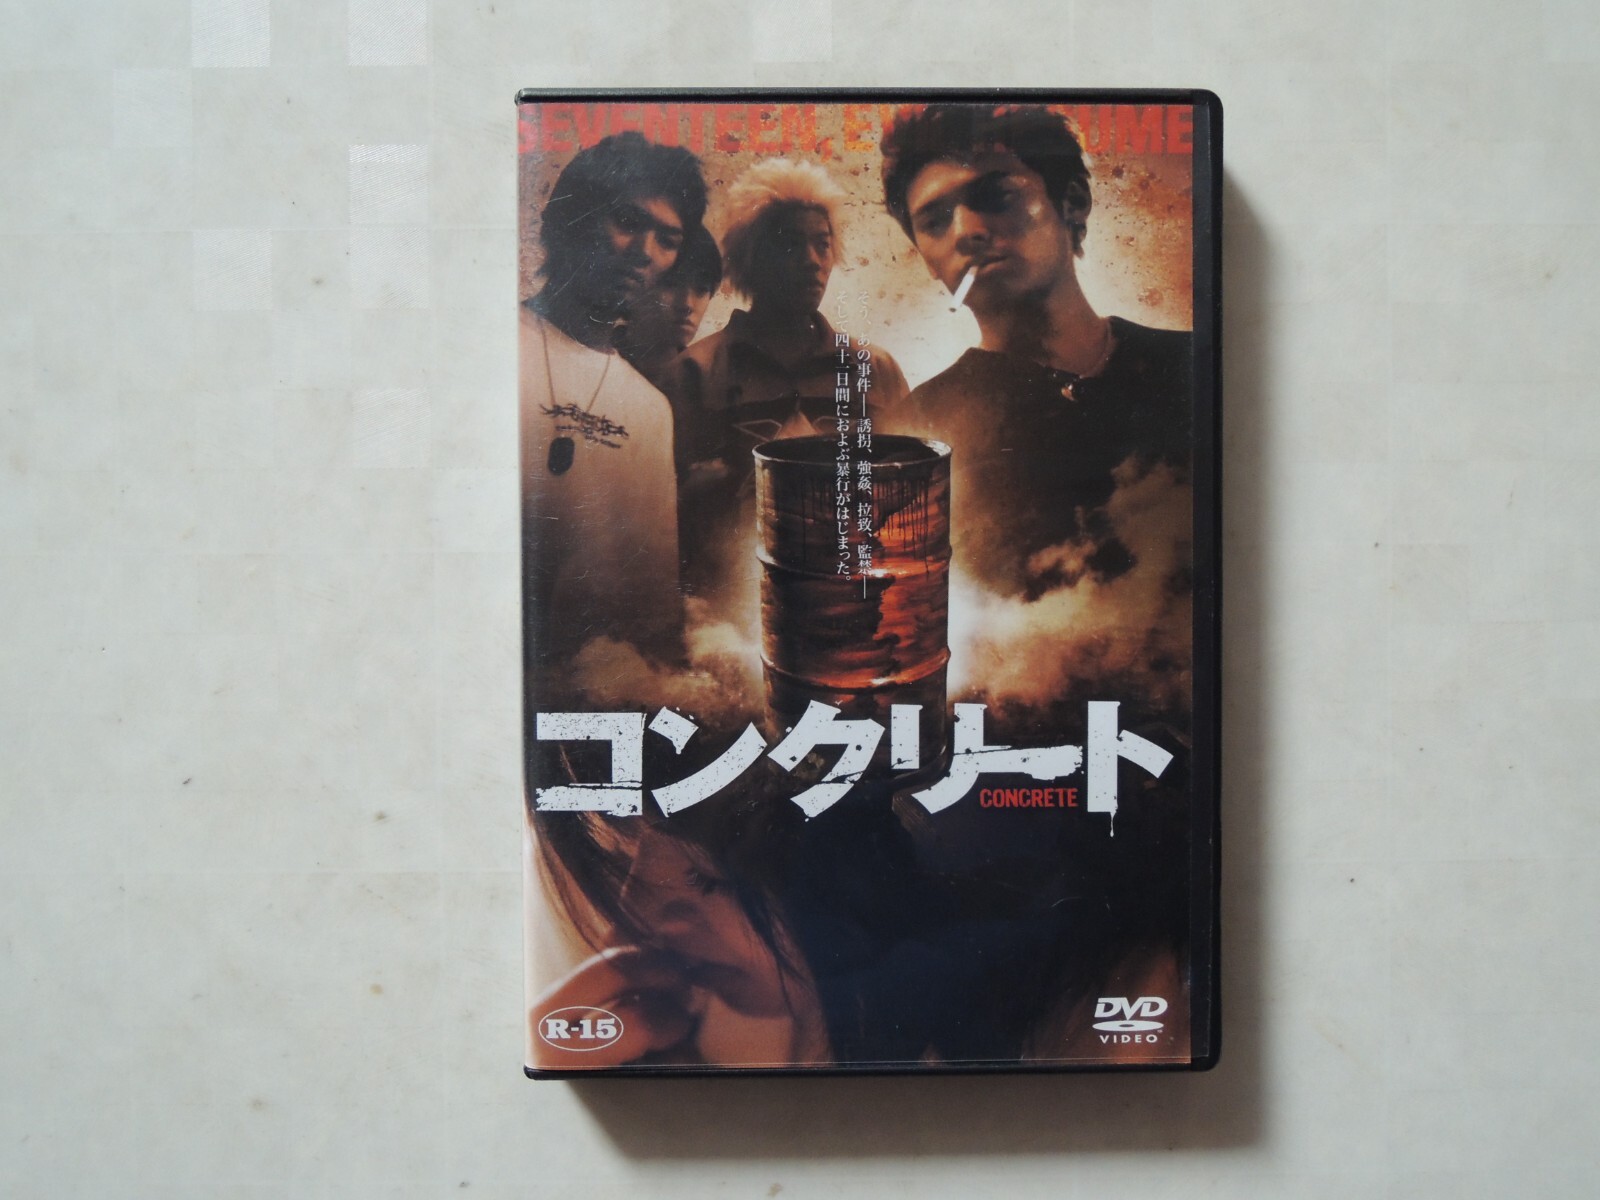 SEVENTEEN,
そう、あの事件――誘拐、強姦、拉致、監禁――
そして四十一日間におよぶ暴行がはじまった。
コンクリート
CONCRETE
R-15
DVD
VIDEO